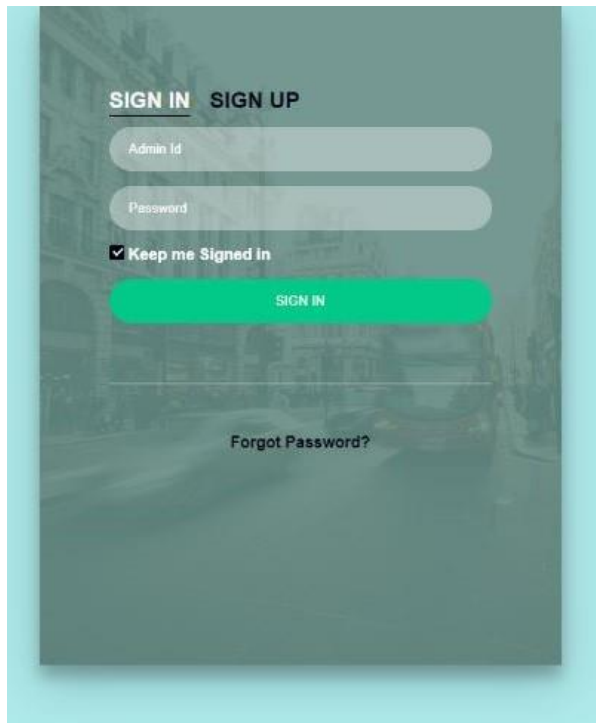 SIGN IN SIGN UP
Admin Id
Password
Keep me Signed in
SIGN IN
Forgot Password?